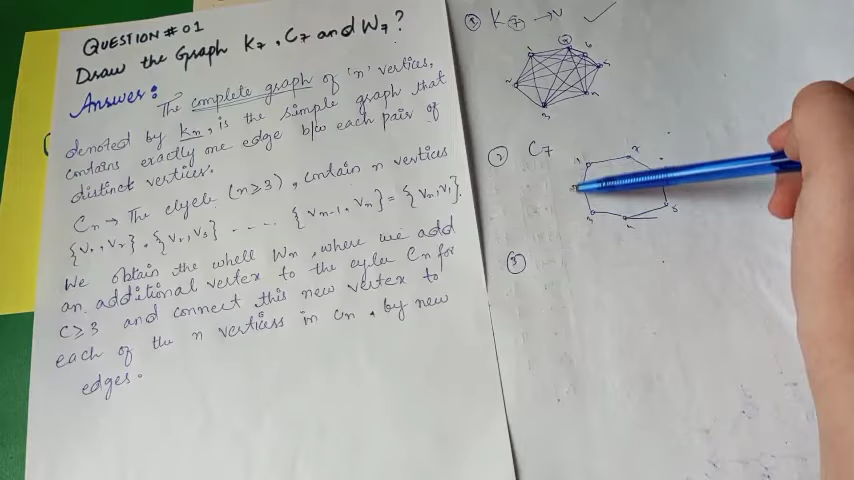 QUESTION # 01
Draw the Graph K7, C7 and W7?
Answer:
The complete graph of 'n' vertices,
denoted by Kn, is the simple graph that
contains exactly one edge b/w each pair of
distinct vertices.
Cn → The (n≥3), contain n vertices
{V1, V2}, {V2, V3} .... {Vn-1, Vn} = {Vn, V1}.
We obtain the whell Wn, where we add
an additional vertex to the cycle Cn for
C≥3 and connect this new vertex to
each of the n vertices in Cn, by new
edges.
① K7 → V ✓
② C7
③